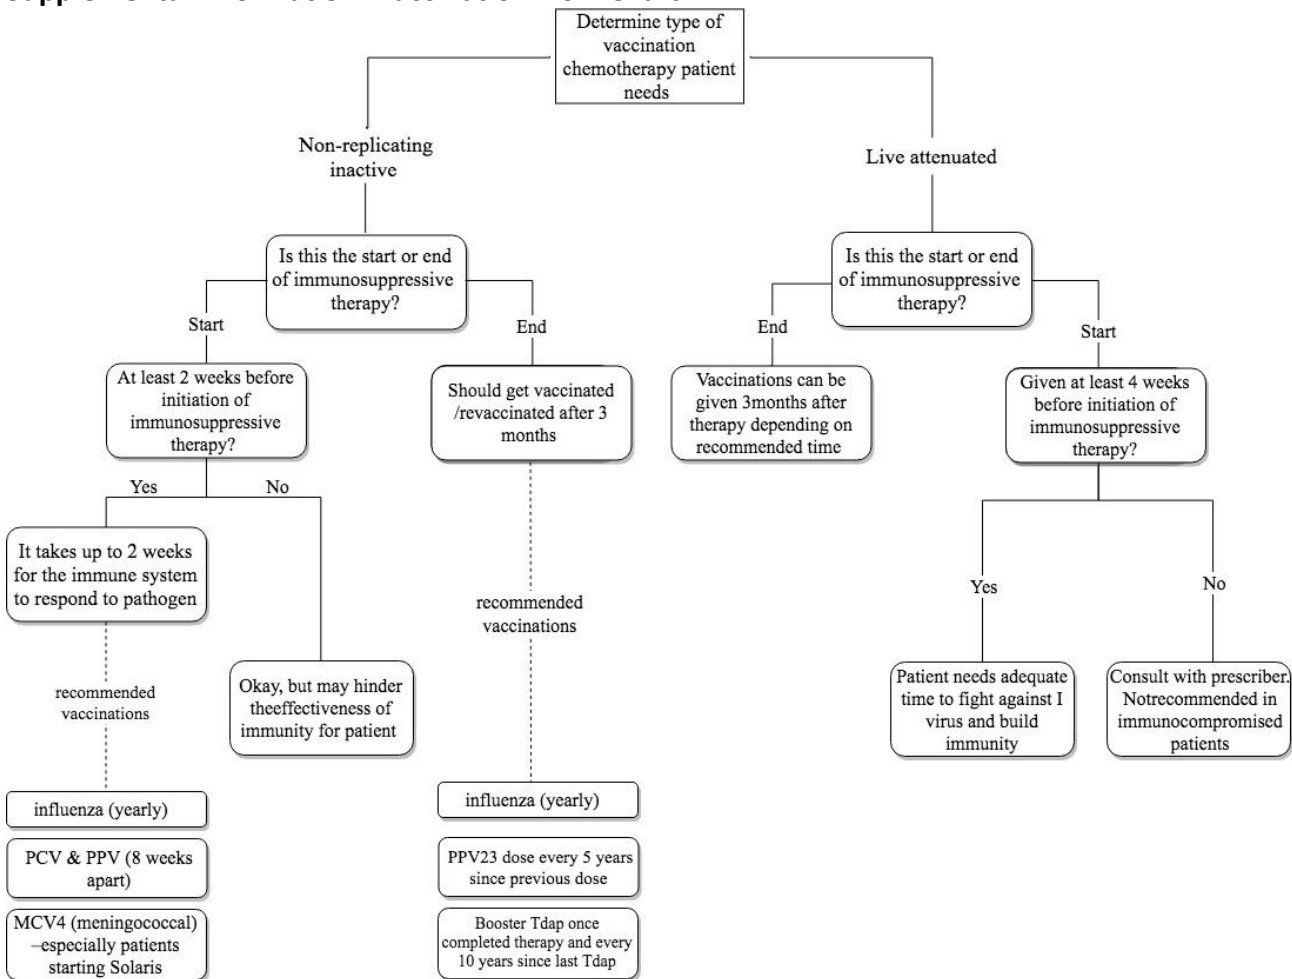 Determine type of
vaccination
chemotherapy patient
needs
Non-replicating
inactive
Live attenuated
Is this the start or end
of immunosuppressive
therapy?
Is this the start or end
of immunosuppressive
therapy?
Start
End
End
Start
At least 2 weeks before
initiation of
immunosuppressive
therapy?
Should get vaccinated
/revaccinated after 3
months
Vaccinations can be
given 3months after
therapy depending on
recommended time
Given at least 4 weeks
before initiation of
immunosuppressive
therapy?
Yes
No
It takes up to 2 weeks
for the immune system
to respond to pathogen
recommended
vaccinations
Yes
No
recommended
vaccinations
Okay, but may hinder
theeffectiveness of
immunity for patient
Patient needs adequate
time to fight against I
virus and build
immunity
Consult with prescriber.
Notrecommended in
immunocompromised
patients
influenza (yearly)
PCV & PPV (8 weeks
apart)
MCV4 (meningococcal)
–especially patients
starting Solaris
influenza (yearly)
PPV23 dose every 5 years
since previous dose
Booster Tdap once
completed therapy and every
10 years since last Tdap